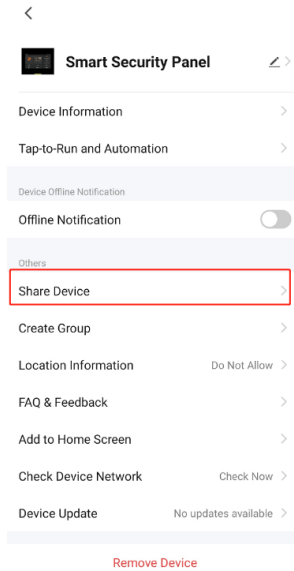 Smart Security Panel
Device Information
Tap-to-Run and Automation
Device Offline Notification
Offline Notification
Others
Share Device
Create Group
Location Information Do Not Allow
FAQ & Feedback
Add to Home Screen
Check Device Network Check Now
Device Update No updates available
Remove Device